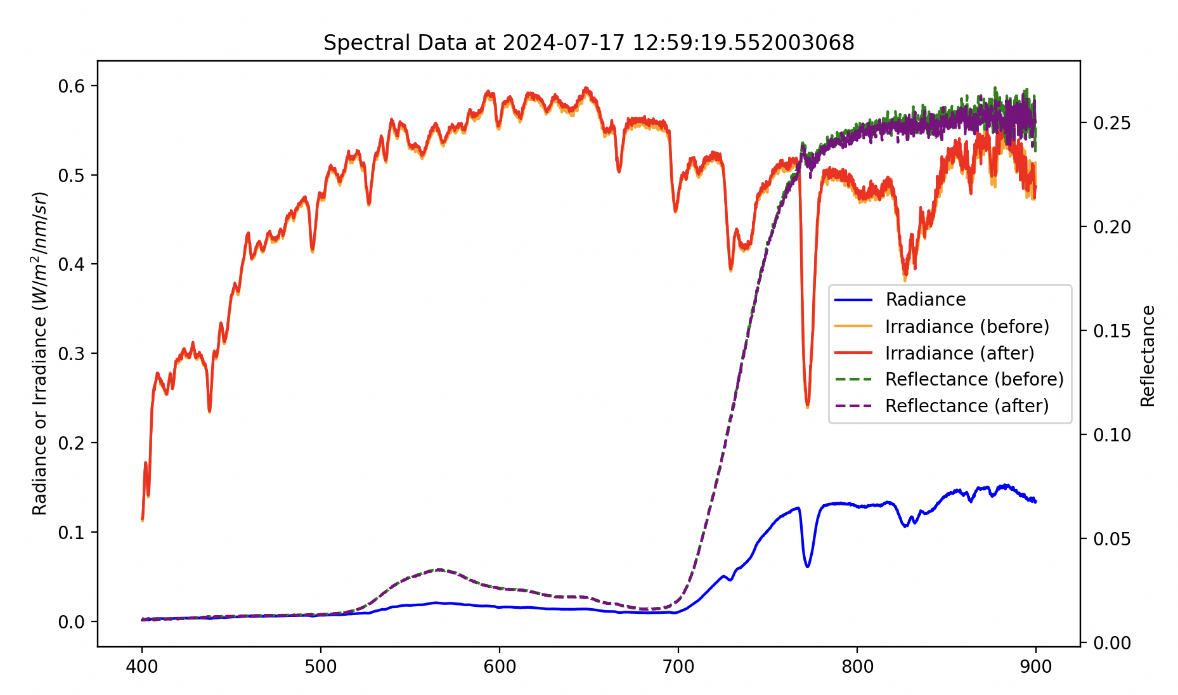 Spectral Data at 2024-07-17 12:59:19.552003068
Radiance or Irradiance (W/m²/nm/sr)
0.6
0.5
0.4
0.3
0.2
0.1
0.0
400
500
600
700
800
900
Radiance
Irradiance (before)
Irradiance (after)
Reflectance (before)
Reflectance (after)
0.25
0.20
0.15
0.10
0.05
0.00
Reflectance